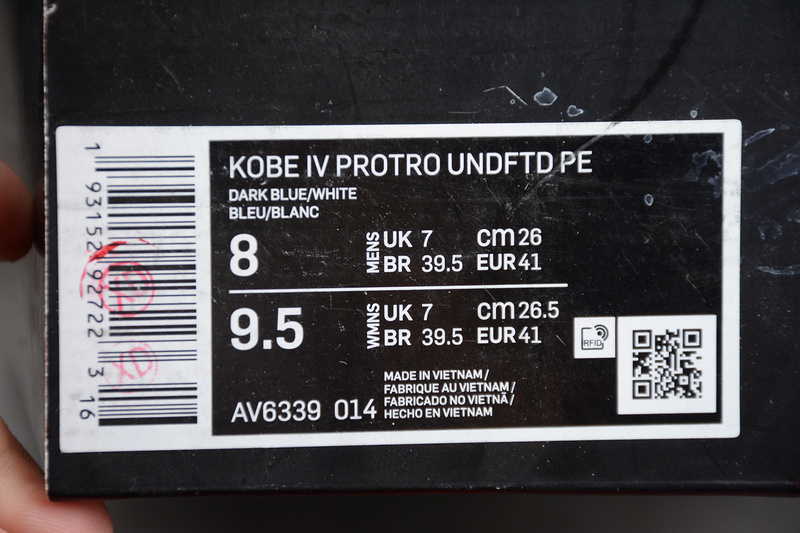 KOBE IV PROTRO UNDFTD PE
DARK BLUE/WHITE
BLEU/BLANC
8
MENS
UK 7 cm 26
BR 39.5 EUR 41
9.5
WMNS
UK 7 cm 26.5
BR 39.5 EUR 41
RFID
AV6339 014
MADE IN VIETNAM/
FABRIQUE AU VIETNAM/
FABRICADO NO VIETNÃ/
HECHO EN VIETNAM
1 93152 92722 3 16